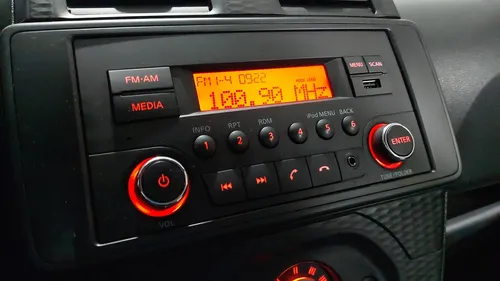 FM1-4 0922
100.90 MHz
FM·AM
MEDIA
MENU
SCAN
INFO
RPT
RDM
iPod MENU
BACK
1
2
3
4
5
6
ENTER
VOL
TUNE/FOLDER